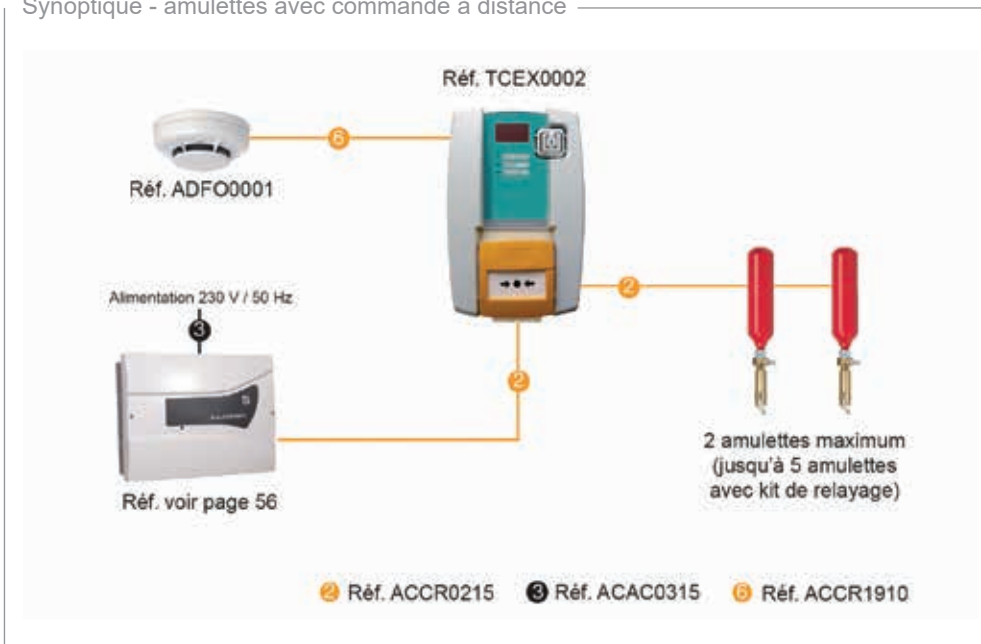 Synoptique - amulettes avec commande à distance
Réf. TCEX0002
6
Réf. ADFO0001
2
Alimentation 230 V / 50 Hz
3
2
2 amulettes maximum
(jusqu'à 5 amulettes
avec kit de relayage)
Réf. voir page 56
2 Réf. ACCR0215 3 Réf. ACAC0315 6 Réf. ACCR1910